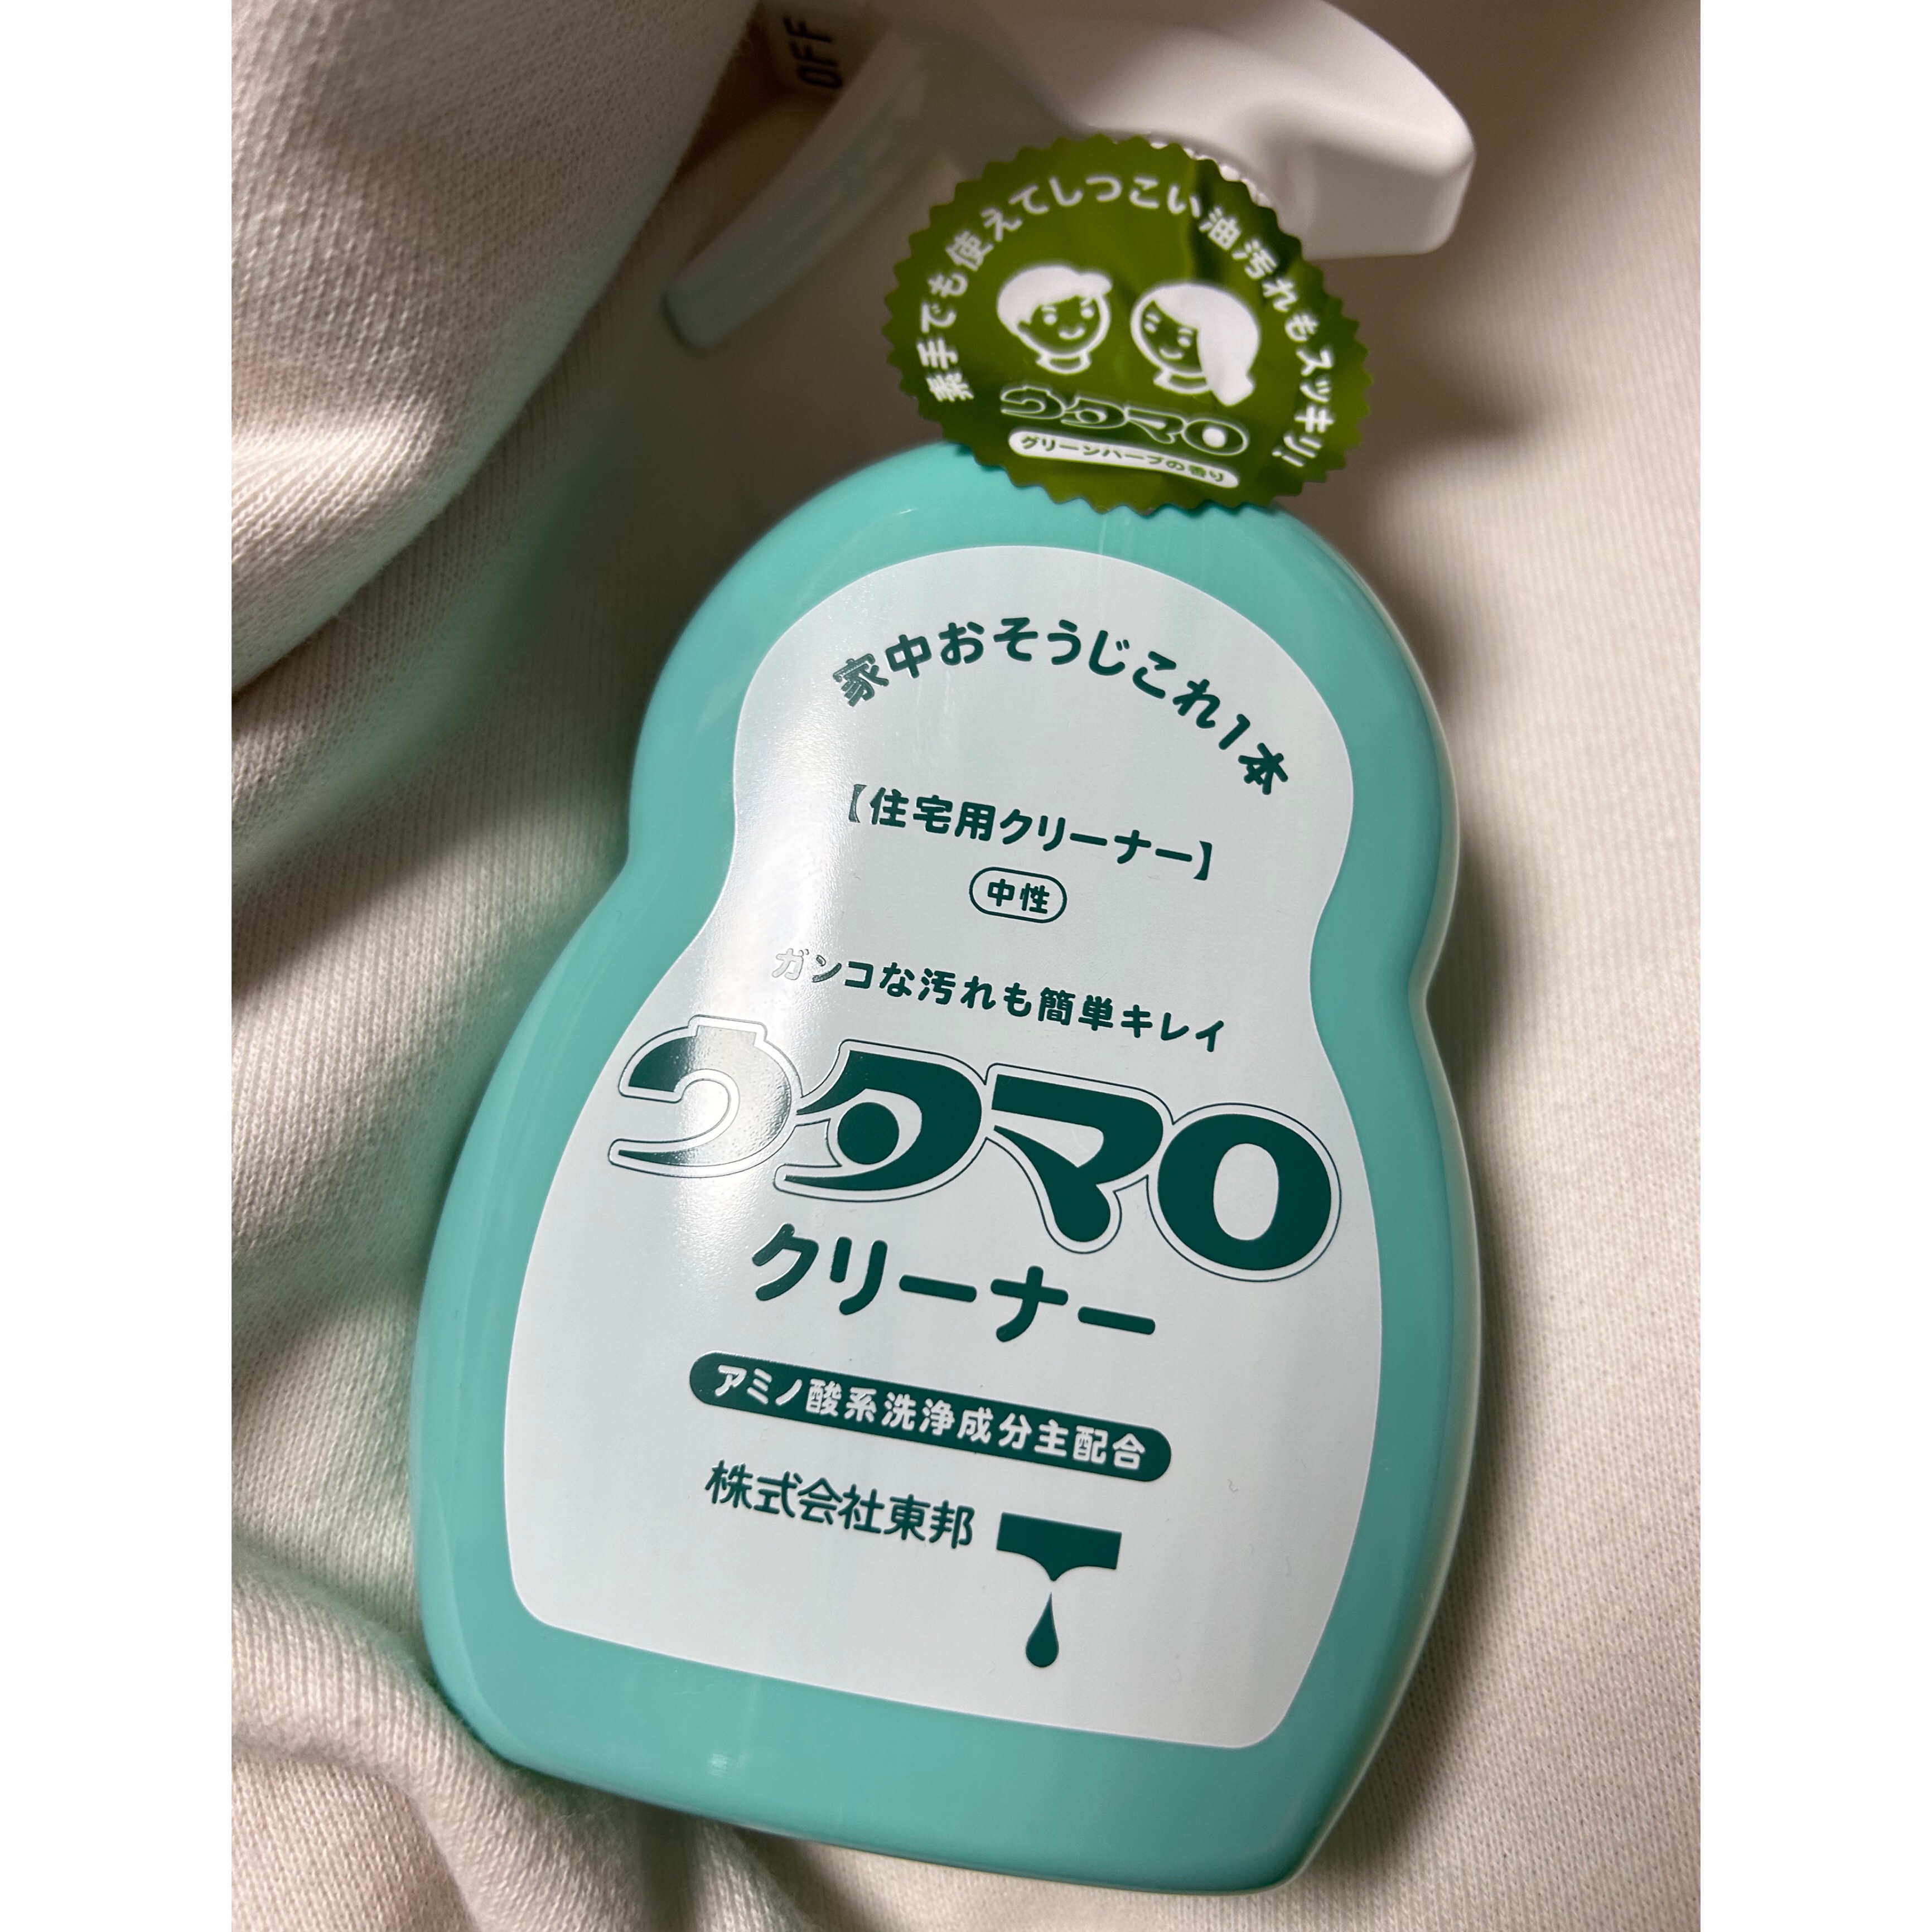 OFF
素手でも使えてしつこい油汚れもスッキリ!!
ウタマロ
グリーンハーブの香り
家中おそうじこれ1本
【住宅用クリーナー】
中性
ガンコな汚れも簡単キレイ
ウタマロ
クリーナー
アミノ酸系洗浄成分主配合
株式会社東邦